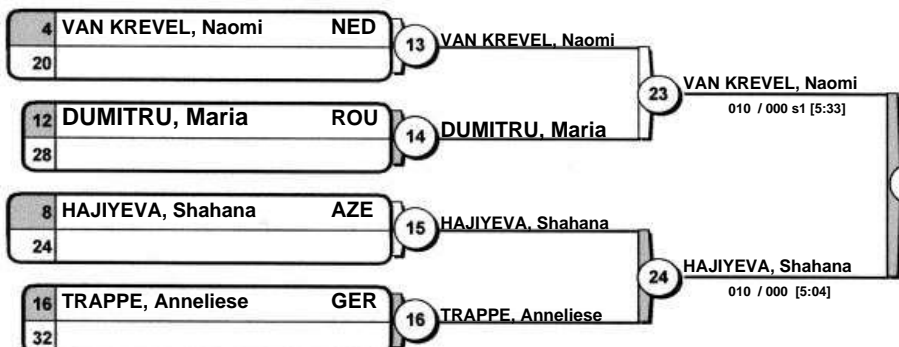 4 VAN KREVEL, Naomi NED
20
13 VAN KREVEL, Naomi
12 DUMITRU, Maria ROU
28
14 DUMITRU, Maria
23 VAN KREVEL, Naomi
010 / 000 s1 [5:33]
8 HAJIYEVA, Shahana AZE
24
15 HAJIYEVA, Shahana
16 TRAPPE, Anneliese GER
32
16 TRAPPE, Anneliese
24 HAJIYEVA, Shahana
010 / 000 [5:04]